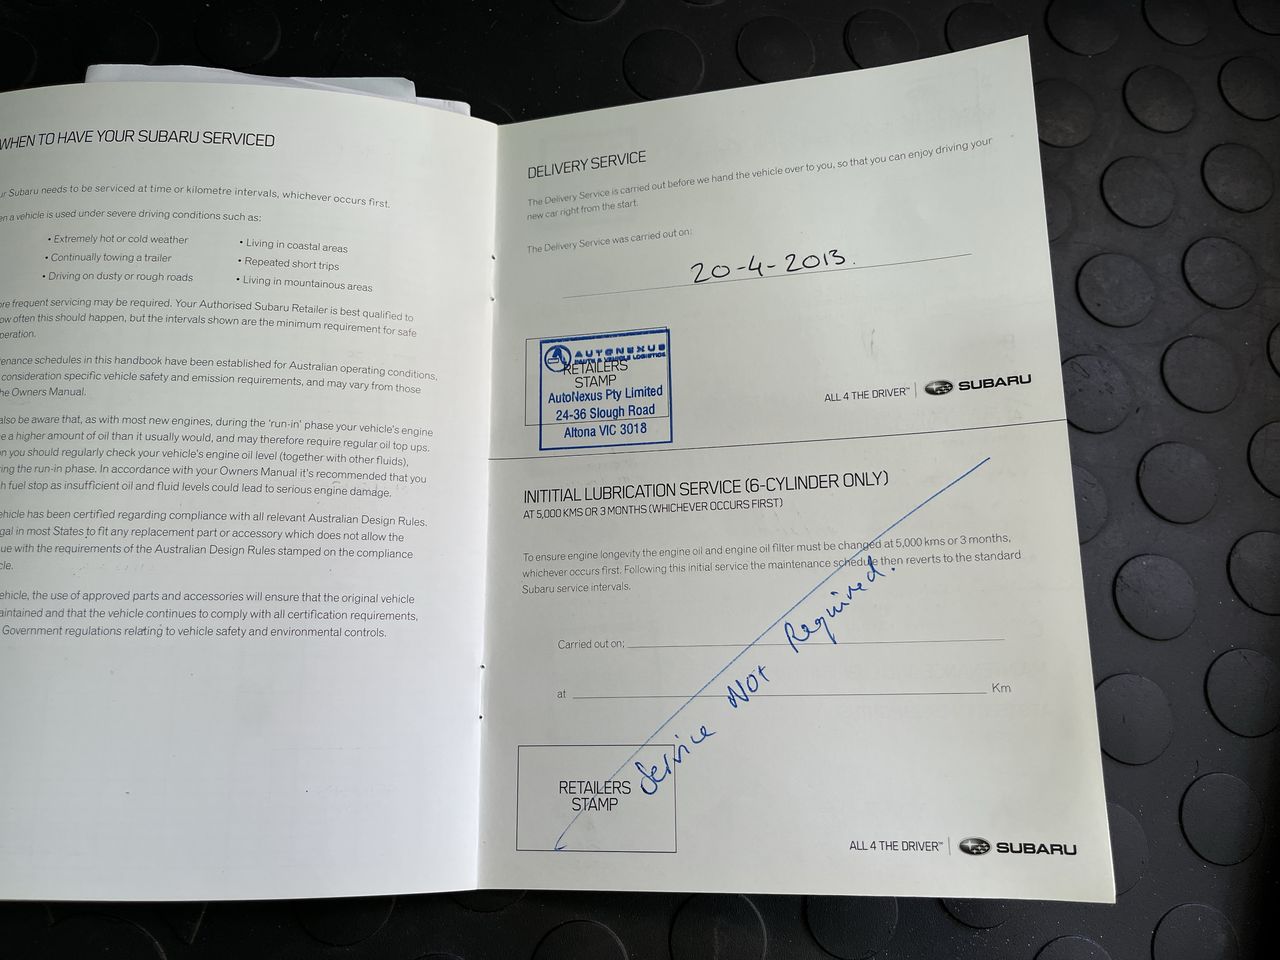 WHEN TO HAVE YOUR SUBARU SERVICED
Subaru needs to be serviced at time or kilometre intervals, whichever occurs first.
a vehicle is used under severe driving conditions such as:
• Extremely hot or cold weather
• Continually towing a trailer
• Driving on dusty or rough roads
• Living in coastal areas
• Repeated short trips
• Living in mountainous areas
frequent servicing may be required. Your Authorised Subaru Retailer is best qualified to
often this should happen, but the intervals shown are the minimum requirement for safe
schedules in this handbook have been established for Australian operating conditions,
consideration specific vehicle safety and emission requirements, and may vary from those
Owners Manual.
also be aware that, as with most new engines, during the 'run-in' phase your vehicle's engine
a higher amount of oil than it usually would, and may therefore require regular oil top ups.
you should regularly check your vehicle's engine oil level (together with other fluids),
the run-in phase. In accordance with your Owners Manual it's recommended that you
fuel stop as insufficient oil and fluid levels could lead to serious engine damage.
has been certified regarding compliance with all relevant Australian Design Rules.
in most States to fit any replacement part or accessory which does not allow the
with the requirements of the Australian Design Rules stamped on the compliance
vehicle, the use of approved parts and accessories will ensure that the original vehicle
and that the vehicle continues to comply with all certification requirements,
Government regulations relating to vehicle safety and environmental controls.
DELIVERY SERVICE
The Delivery Service is carried out before we hand the vehicle over to you, so that you can enjoy driving your
new car right from the start.
The Delivery Service was carried out on:
20-4-2013.
AUTONEXUS
PARTS & VEHICLE LOGISTICS
RETAILERS
STAMP
AutoNexus Pty Limited
24-36 Slough Road
Altona VIC 3018
ALL 4 THE DRIVER™ SUBARU
INITITIAL LUBRICATION SERVICE (6-CYLINDER ONLY)
AT 5,000 KMS OR 3 MONTHS (WHICHEVER OCCURS FIRST)
To ensure engine longevity the engine oil and engine oil filter must be changed at 5,000 kms or 3 months,
whichever occurs first. Following this initial service the maintenance schedule then reverts to the standard
Subaru service intervals.
Carried out on:
at Km
Service Not Required.
RETAILERS
STAMP
ALL 4 THE DRIVER™ SUBARU